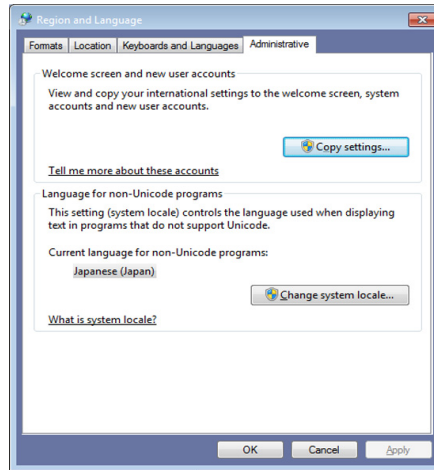 Region and Language
Formats Location Keyboards and Languages Administrative
Welcome screen and new user accounts
View and copy your international settings to the welcome screen, system
accounts and new user accounts.
Copy settings...
Tell me more about these accounts
Language for non-Unicode programs
This setting (system locale) controls the language used when displaying
text in programs that do not support Unicode.
Current language for non-Unicode programs:
Japanese (Japan)
Change system locale...
What is system locale?
OK Cancel Apply